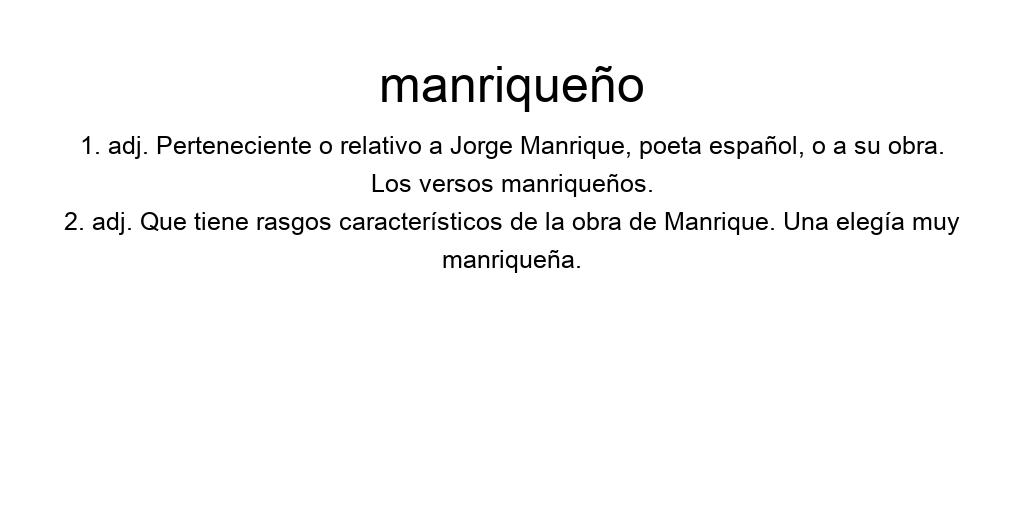 manriqueño
1. adj. Perteneciente o relativo a Jorge Manrique, poeta español, o a su obra.
Los versos manriqueños.
2. adj. Que tiene rasgos característicos de la obra de Manrique. Una elegía muy
manriqueña.